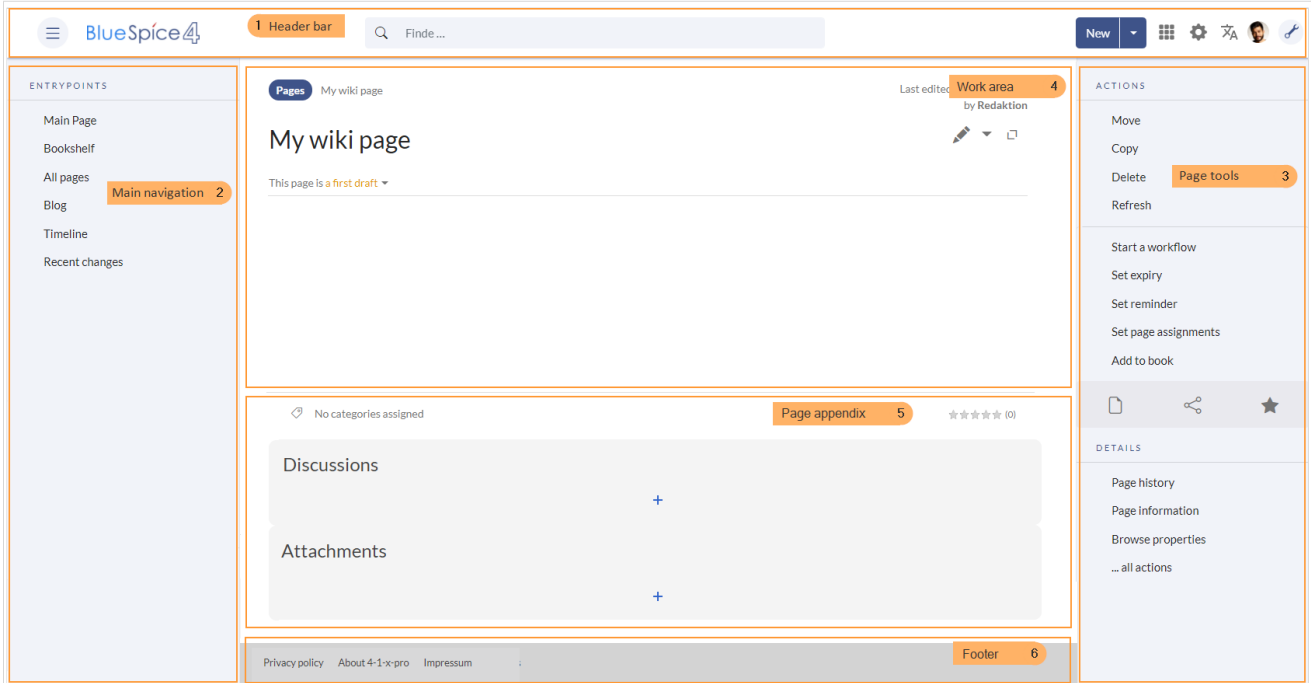 BlueSpice 4
1 Header bar
Finde ...
New
ENTRYPOINTS
Main Page
Bookshelf
All pages
Main navigation 2
Blog
Timeline
Recent changes
Pages My wiki page
Last edited
Work area 4
by Redaktion
My wiki page
This page is a first draft
No categories assigned
Page appendix 5
(0)
Discussions
+
Attachments
+
Privacy policy About 4-1-x-pro Impressum
Footer 6
ACTIONS
Move
Copy
Delete
Page tools 3
Refresh
Start a workflow
Set expiry
Set reminder
Set page assignments
Add to book
DETAILS
Page history
Page information
Browse properties
... all actions